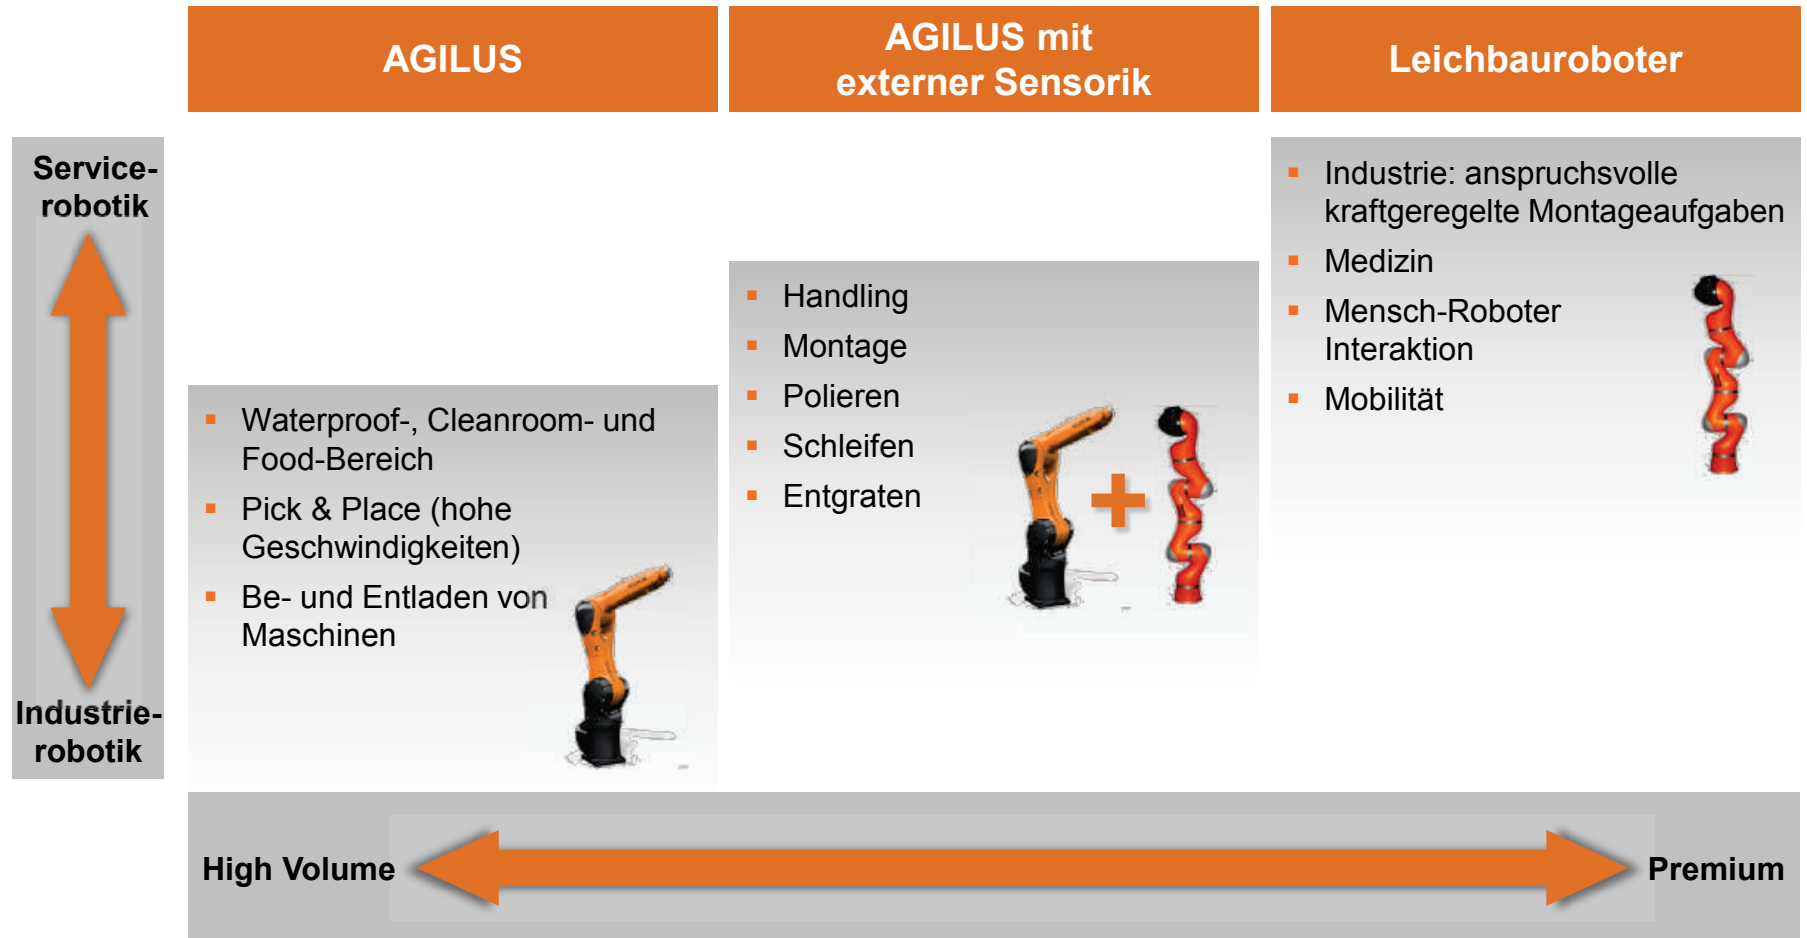 AGILUS
AGILUS mit
externer Sensorik
Leichbauroboter
Service-
robotik
Industrie-
robotik
▪ Waterproof-, Cleanroom- und
Food-Bereich
▪ Pick & Place (hohe
Geschwindigkeiten)
▪ Be- und Entladen von
Maschinen
▪ Handling
▪ Montage
▪ Polieren
▪ Schleifen
▪ Entgraten
▪ Industrie: anspruchsvolle
kraftgeregelte Montageaufgaben
▪ Medizin
▪ Mensch-Roboter
Interaktion
▪ Mobilität
High Volume
Premium